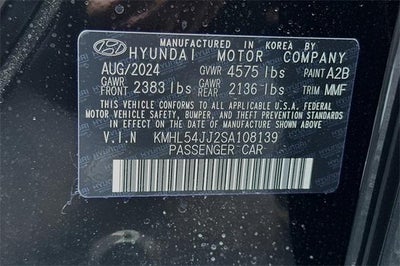 MANUFACTURED IN KOREA BY
HYUNDAI MOTOR COMPANY
AUG/2024 GVWR 4575 lbs PAINT A2B
GAWR FRONT 2383 lbs GAWR REAR 2136 lbs TRIM MMF
THIS VEHICLE CONFORMS TO ALL APPLICABLE U.S.A. FEDERAL
MOTOR VEHICLE SAFETY, BUMPER, AND THEFT PREVENTION
STANDARDS IN EFFECT ON THE DATE OF MANUFACTURE SHOWN ABOVE.
V.I.N KMHL54JJ2SA108139
PASSENGER CAR